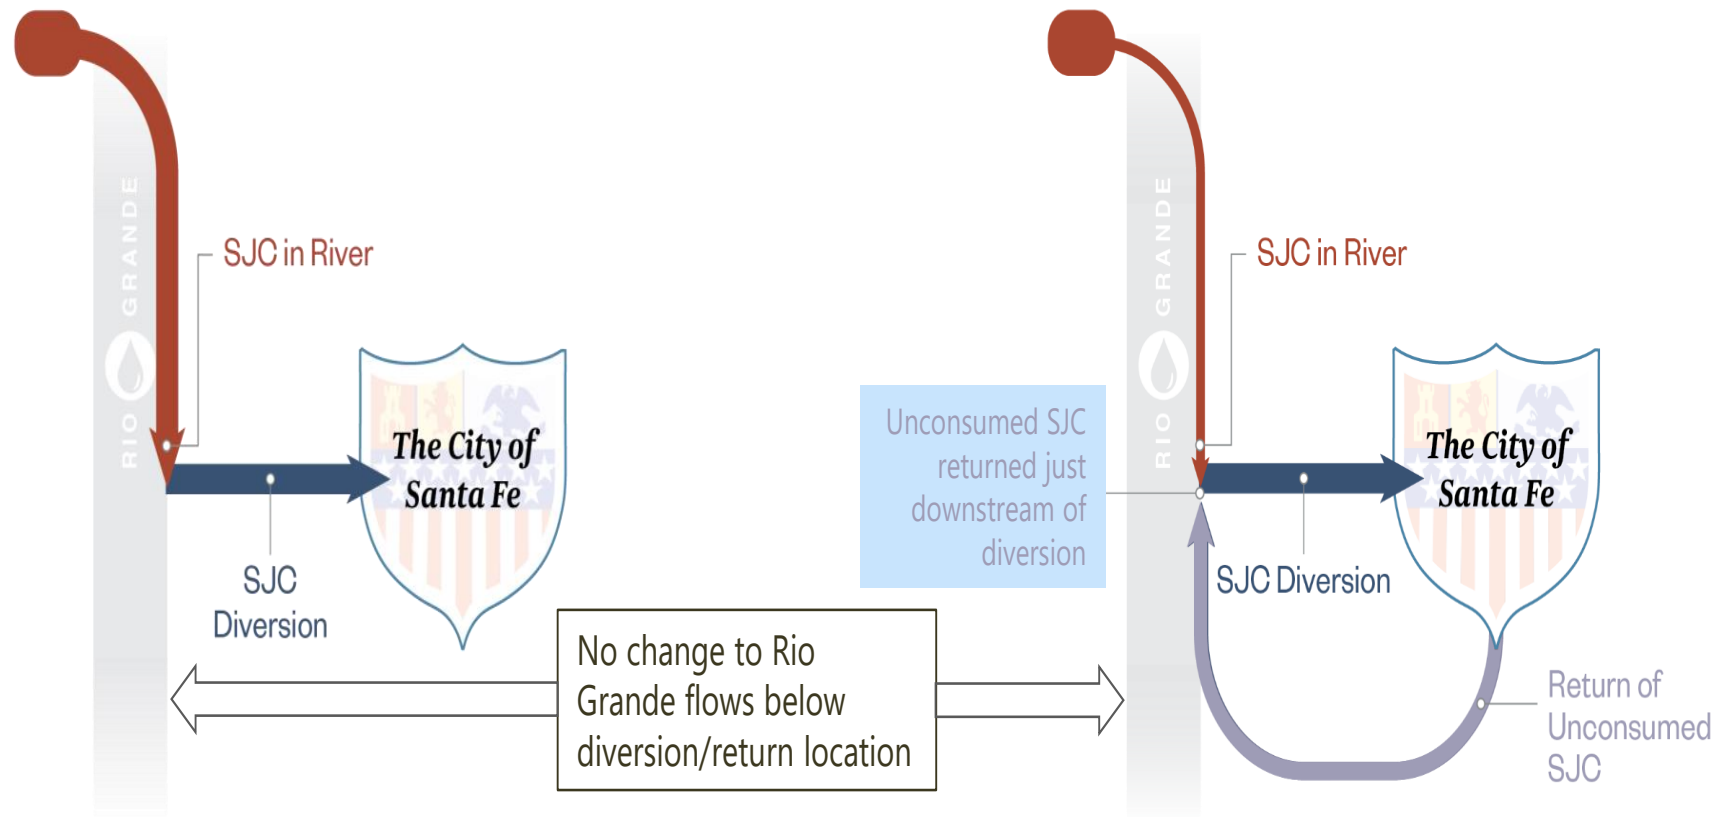 RIO GRANDE
SJC in River
The City of
Santa Fe
SJC
Diversion
No change to Rio
Grande flows below
diversion/return location
Unconsumed SJC
returned just
downstream of
diversion
RIO GRANDE
SJC in River
The City of
Santa Fe
SJC Diversion
Return of
Unconsumed
SJC